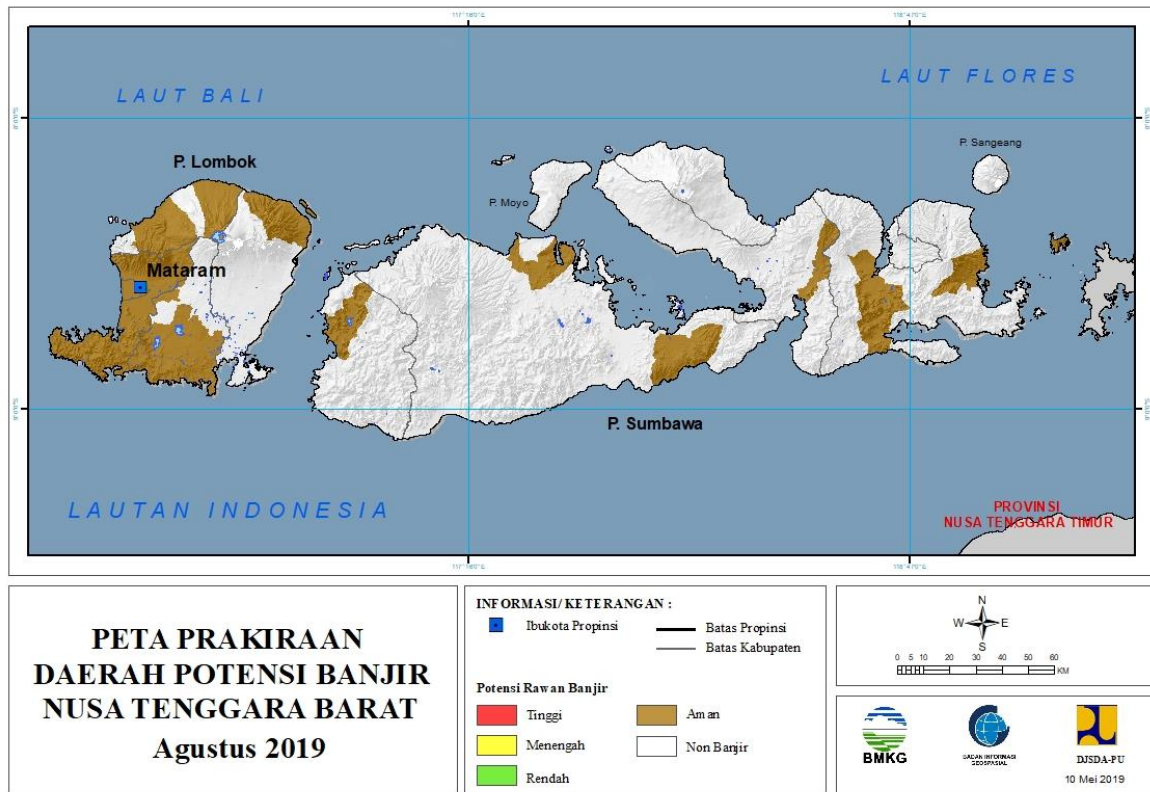 LAUT BALI
LAUT FLORES
P. Sangeang
P. Lombok
P. Moyo
Mataram
P. Sumbawa
LAUTAN INDONESIA
PROVINSI
NUSA TENGGARA TIMUR
PETA PRAKIRAAN
DAERAH POTENSI BANJIR
NUSA TENGGARA BARAT
Agustus 2019
INFORMASI/ KETERANGAN :
Ibukota Propinsi
Batas Propinsi
Batas Kabupaten
Potensi Rawan Banjir
Tinggi
Aman
Menengah
Non Banjir
Rendah
N
W E
S
0 5 10 20 30 40 50 60
KM
BMKG
BADAN INFORMASI
GEOSPASIAL
DJSDA-PU
10 Mei 2019